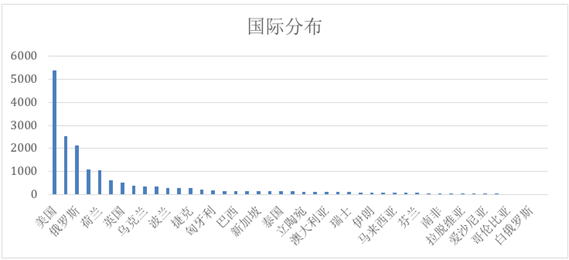 国际分布
6000
5000
4000
3000
2000
1000
0
美国
俄罗斯
荷兰
英国
乌克兰
波兰
捷克
匈牙利
巴西
新加坡
泰国
立陶宛
澳大利亚
瑞士
伊朗
马来西亚
芬兰
南非
拉脱维亚
爱沙尼亚
哥伦比亚
白俄罗斯